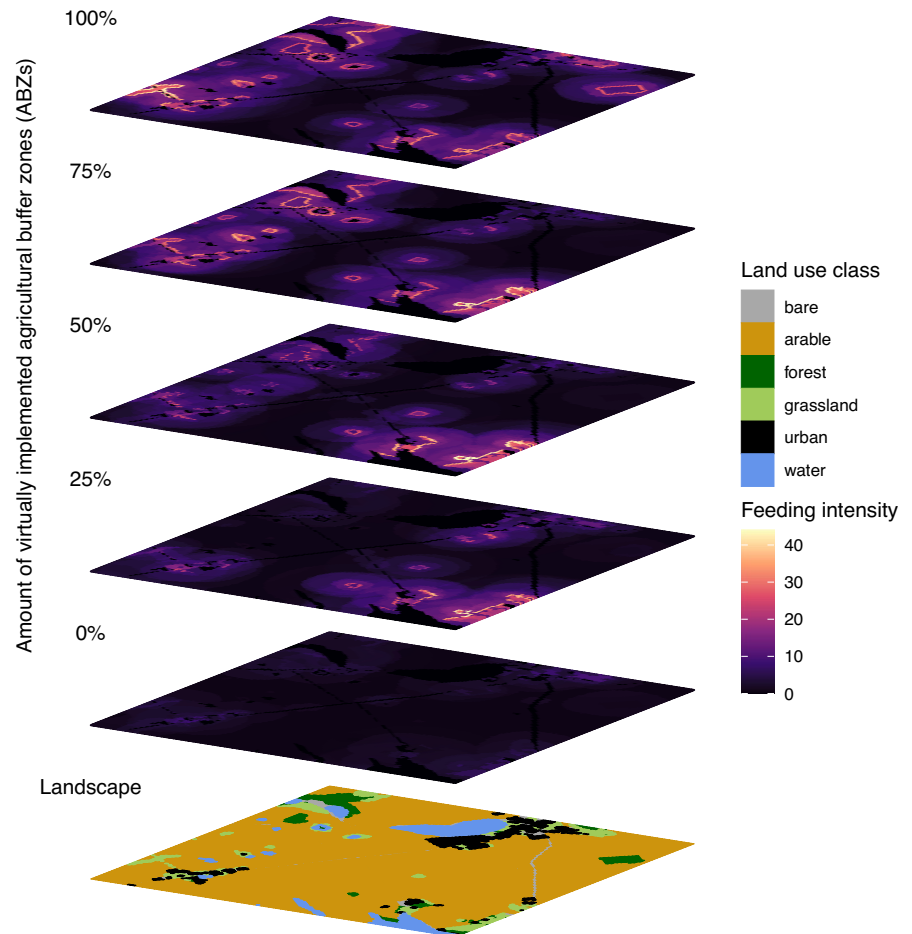 100%
Amount of virtually implemented agricultural buffer zones (ABZs)
75%
50%
25%
0%
Landscape
Land use class
bare
arable
forest
grassland
urban
water
Feeding intensity
40
30
20
10
0